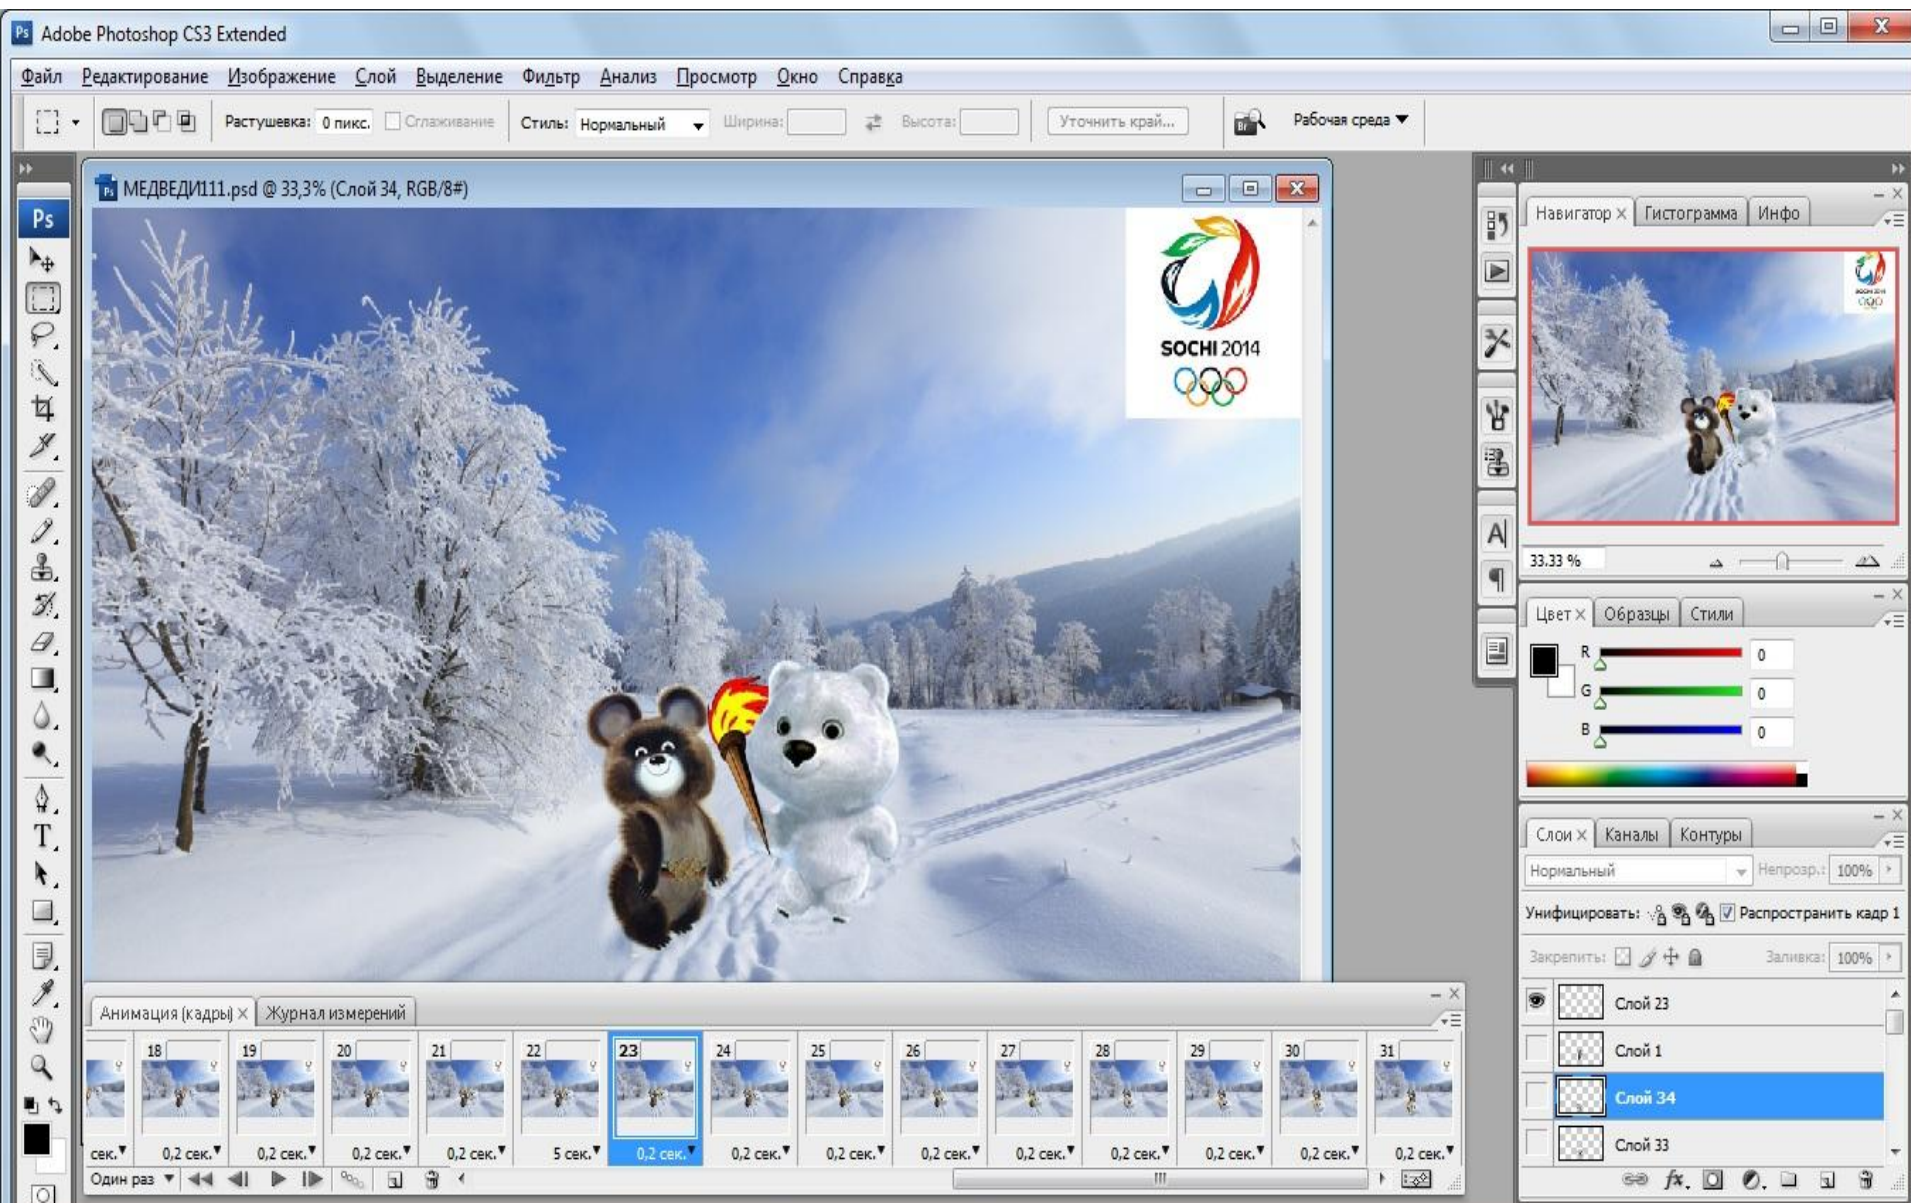 Ps Adobe Photoshop CS3 Extended
Файл Редактирование Изображение Слой Выделение Фильтр Анализ Просмотр Окно Справка
Растушевка: 0 пикс. Сглаживание Стиль: Нормальный Ширина: Высота: Уточнить край... Br Рабочая среда
МЕДВЕДИ111.psd @ 33,3% (Слой 34, RGB/8#)
Ps
T
SOCHI 2014
Навигатор Гистограмма Инфо
SOCHI 2014
33.33 %
A
Цвет Образцы Стили
R 0
G 0
B 0
Слои Каналы Контуры
Нормальный Непрозр.: 100%
Унифицировать: Распространить кадр 1
Закрепить: Заливка: 100%
Слой 23
Слой 1
Слой 34
Слой 33
fx.
Анимация (кадры) Журнал измерений
18 19 20 21 22 23 24 25 26 27 28 29 30 31
сек. 0,2 сек. 0,2 сек. 0,2 сек. 0,2 сек. 5 сек. 0,2 сек. 0,2 сек. 0,2 сек. 0,2 сек. 0,2 сек. 0,2 сек. 0,2 сек. 0,2 сек. 0,2 сек.
Один раз